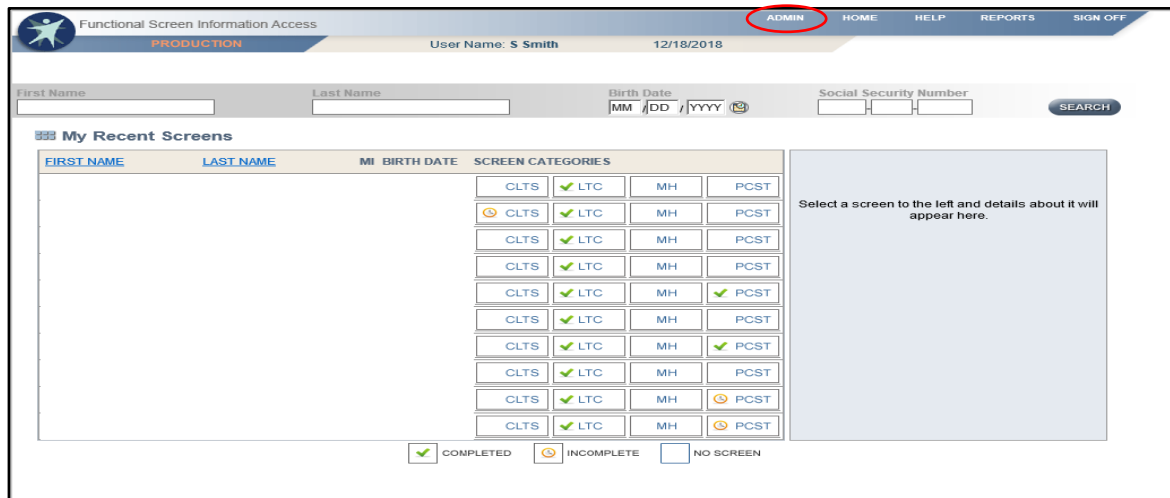 Functional Screen Information Access ADMIN HOME HELP REPORTS SIGN OFF
PRODUCTION User Name: S Smith 12/18/2018
First Name Last Name Birth Date Social Security Number
MM / DD / YYYY - - SEARCH
My Recent Screens
FIRST NAME LAST NAME MI BIRTH DATE SCREEN CATEGORIES
CLTS LTC MH PCST
CLTS LTC MH PCST
CLTS LTC MH PCST
CLTS LTC MH PCST
CLTS LTC MH PCST
CLTS LTC MH PCST
CLTS LTC MH PCST
CLTS LTC MH PCST
CLTS LTC MH PCST
CLTS LTC MH PCST
Select a screen to the left and details about it will
appear here.
COMPLETED INCOMPLETE NO SCREEN